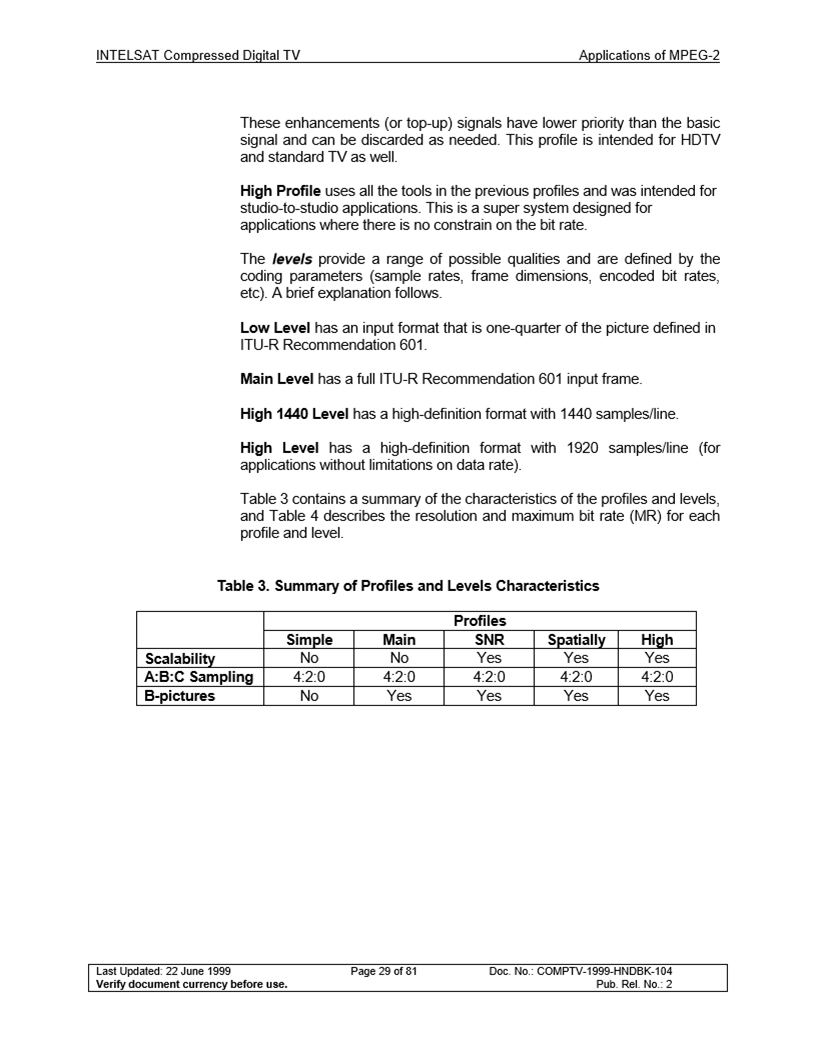 INTELSAT Compressed Digital TV Applications of MPEG-2
These enhancements (or top-up) signals have lower priority than the basic
signal and can be discarded as needed. This profile is intended for HDTV
and standard TV as well.
High Profile uses all the tools in the previous profiles and was intended for
studio-to-studio applications. This is a super system designed for
applications where there is no constrain on the bit rate.
The levels provide a range of possible qualities and are defined by the
coding parameters (sample rates, frame dimensions, encoded bit rates,
etc). A brief explanation follows.
Low Level has an input format that is one-quarter of the picture defined in
ITU-R Recommendation 601.
Main Level has a full ITU-R Recommendation 601 input frame.
High 1440 Level has a high-definition format with 1440 samples/line.
High Level has a high-definition format with 1920 samples/line (for
applications without limitations on data rate).
Table 3 contains a summary of the characteristics of the profiles and levels,
and Table 4 describes the resolution and maximum bit rate (MR) for each
profile and level.
Table 3. Summary of Profiles and Levels Characteristics
Profiles
Simple Main SNR Spatially High
Scalability No No Yes Yes Yes
A:B:C Sampling 4:2:0 4:2:0 4:2:0 4:2:0 4:2:0
B-pictures No Yes Yes Yes Yes
Last Updated: 22 June 1999 Page 29 of 81 Doc. No.: COMPTV-1999-HNDBK-104
Verify document currency before use. Pub. Rel. No.: 2